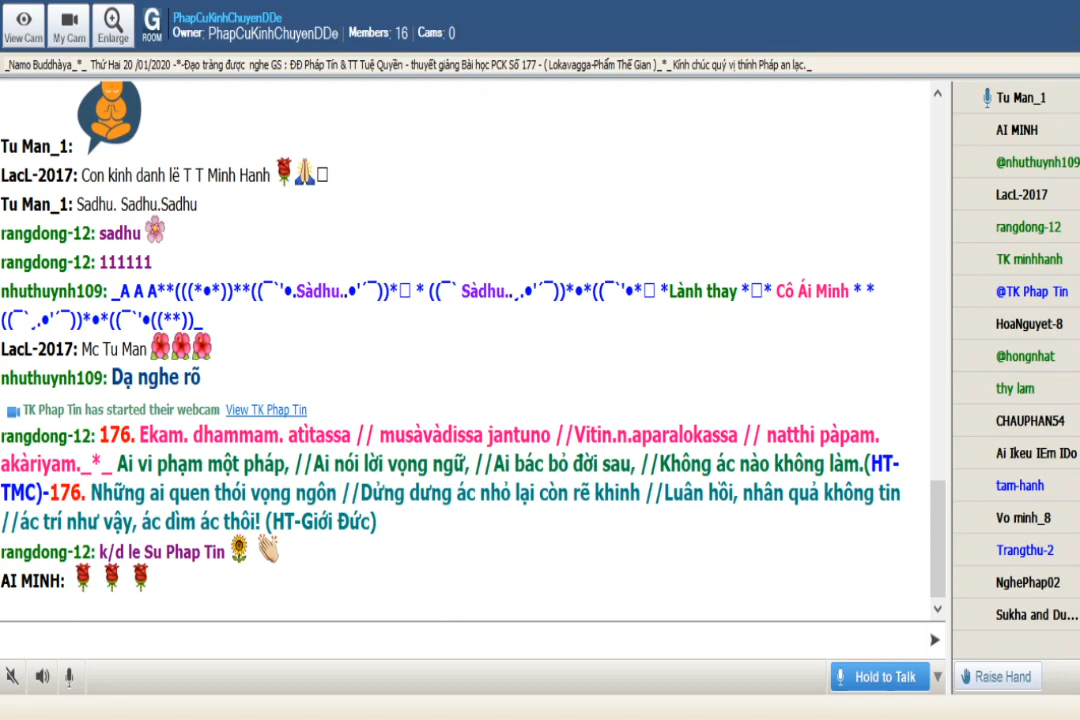 View Cam
My Cam
Enlarge
G
ROOM
PhapCuKinhChuyenDDe
Owner: PhapCuKinhChuyenDDe | Members: 16 | Cams: 0
_Namo Buddhàya_*_ Thứ Hai 20 /01/2020 -*-Đạo tràng được nghe GS : ĐĐ Pháp Tín & TT Tuệ Quyền - thuyết giảng Bài học PCK Số 177 - ( Lokavagga-Phẩm Thế Gian )_*_ Kính chúc quý vị thính Pháp an lạc._
Tu Man_1:
LacL-2017: Con kinh danh lë T T Minh Hanh
Tu Man_1: Sadhu. Sadhu.Sadhu
rangdong-12: sadhu
rangdong-12: 111111
nhuthuynh109: _A A A**(((*•*))**((¯`'•.Sàdhu..•'´¯))*□ * ((¯` Sàdhu..¸.•'´¯))*•*((¯`'•*□ *Lành thay *□* Cô Ái Minh * *
((¯`¸.•'´¯))*•*((¯`'•((**))_
LacL-2017: Mc Tu Man
nhuthuynh109: Dạ nghe rõ
TK Phap Tin has started their webcam View TK Phap Tin
rangdong-12: 176. Ekam. dhammam. atìtassa // musàvàdissa jantuno //Vitin.n.aparalokassa // natthi pàpam.
akàriyam._*_ Ai vi phạm một pháp, //Ai nói lời vọng ngữ, //Ai bác bỏ đời sau, //Không ác nào không làm.(HT-
TMC)-176. Những ai quen thói vọng ngôn //Dửng dưng ác nhỏ lại còn rẽ khinh //Luân hồi, nhân quả không tin
//ác trí như vậy, ác dìm ác thôi! (HT-Giới Đức)
rangdong-12: k/d le Su Phap Tin
AI MINH:
Hold to Talk
Tu Man_1
AI MINH
@nhuthuynh109
LacL-2017
rangdong-12
TK minhhanh
@TK Phap Tin
HoaNguyet-8
@hongnhat
thy lam
CHAUPHAN54
Ai Ikeu IEm IDo
tam-hanh
Vo minh_8
Trangthu-2
NghePhap02
Sukha and Du...
Raise Hand